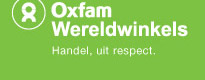 Oxfam
Wereldwinkels
Handel, uit respect.